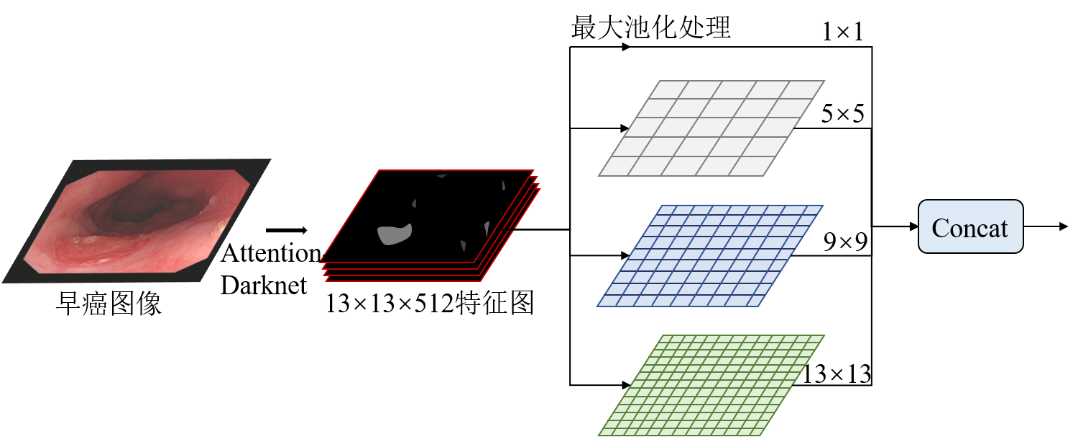 最大池化处理
1×1
5×5
9×9
13×13
Attention
Darknet
早癌图像
13×13×512特征图
Concat